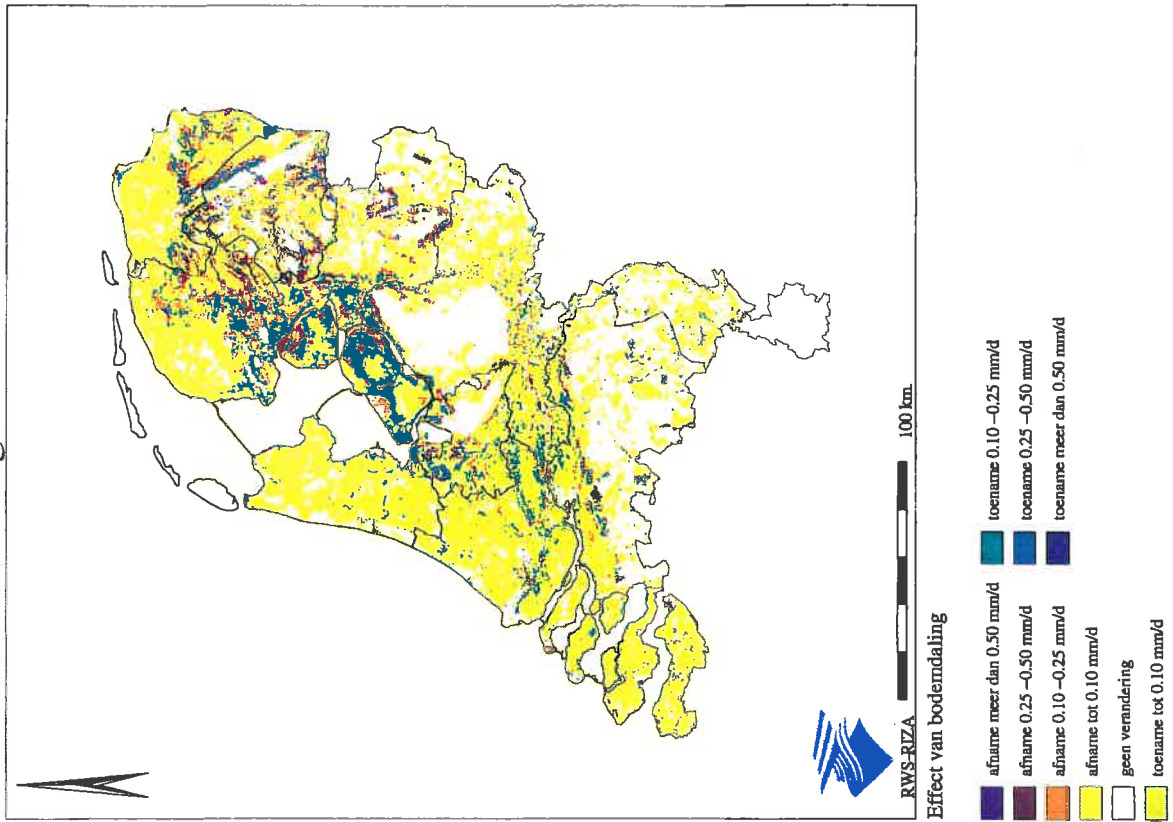 100 km
RWS-RIZA
Effect van bodemdaling
afname meer dan 0.50 mm/d
afname 0.25 -0.50 mm/d
afname 0.10 -0.25 mm/d
afname tot 0.10 mm/d
geen verandering
toename tot 0.10 mm/d
toename 0.10 -0.25 mm/d
toename 0.25 -0.50 mm/d
toename meer dan 0.50 mm/d